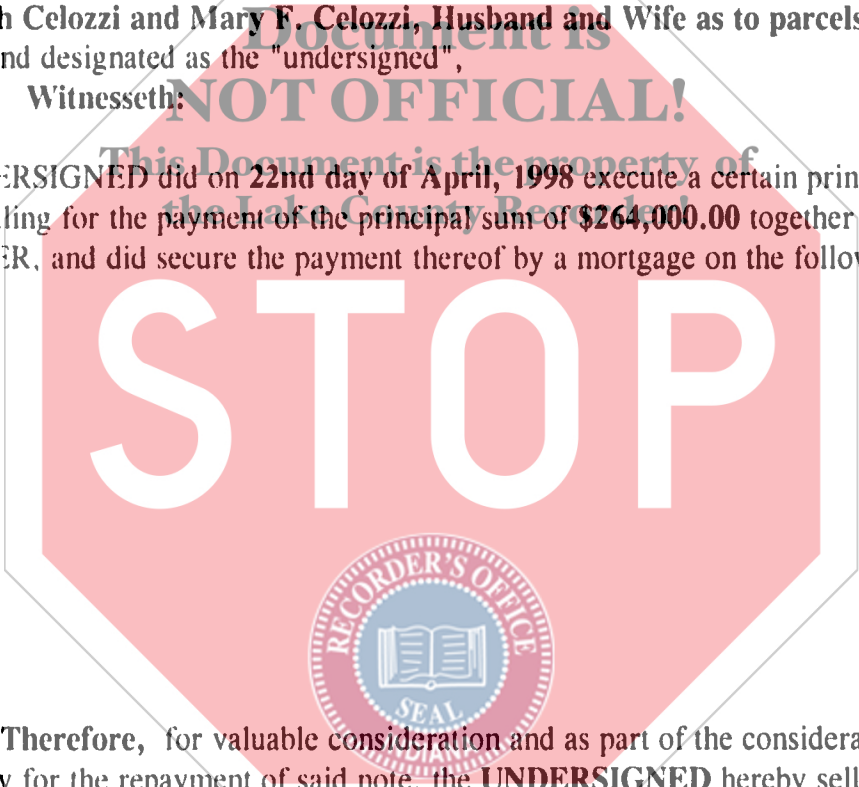 h Celozzi and Mary F. Celozzi, Husband and Wife as to parcels
Document is
nd designated as the "undersigned",
Witnesseth:
NOT OFFICIAL!
This Document is the property of
ERSIGNED did on 22nd day of April, 1998 execute a certain prin
the Lake County Recorder!
ling for the payment of the principal sum of $264,000.00 together
ER, and did secure the payment thereof by a mortgage on the follow
STOP
RECORDER'S OFFICE
SEAL
INDIANA
Therefore, for valuable consideration and as part of the considera
y for the repayment of said note, the UNDERSIGNED hereby sell